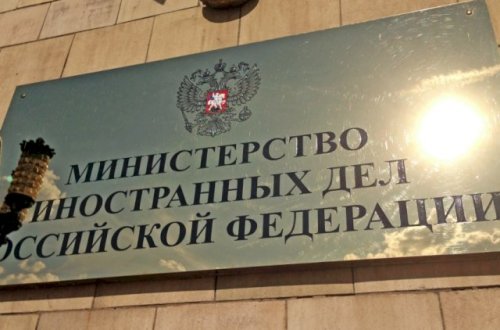 МИНИСТЕРСТВО
ИНОСТРАННЫХ ДЕЛ
ОССИЙСКОЙ ФЕДЕРАЦИИ